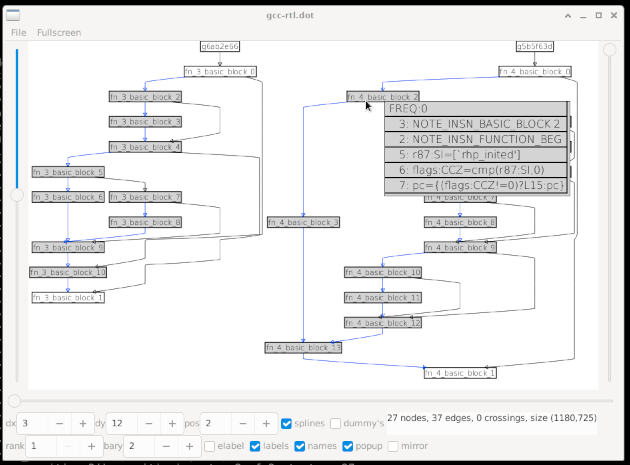 gcc-rtl.dot
File Fullscreen
g6ab2e66 g5b5f63d
fn_3_basic_block_0 fn_4_basic_block_0
fn_3_basic_block_2 fn_4_basic_block_2
FREQ:0
fn_3_basic_block_3 3: NOTE_INSN_BASIC_BLOCK 2
2: NOTE_INSN_FUNCTION_BEG
fn_3_basic_block_4 5: r87:SI=[`rhp_inited']
fn_3_basic_block_5 6: flags:CCZ=cmp(r87:SI,0)
7: pc={(flags:CCZ!=0)?L15:pc}
fn_3_basic_block_6 fn_3_basic_block_7 fn_4_basic_block_7
fn_3_basic_block_8 fn_4_basic_block_3 fn_4_basic_block_8
fn_3_basic_block_9 fn_4_basic_block_9
fn_3_basic_block_10 fn_4_basic_block_10
fn_3_basic_block_1 fn_4_basic_block_11
fn_4_basic_block_12
fn_4_basic_block_13
fn_4_basic_block_1
dx 3 − + dy 12 − + pos 2 − + splines dummy's 27 nodes, 37 edges, 0 crossings, size (1180,725)
rank 1 − + bary 2 − + elabel labels names popup mirror